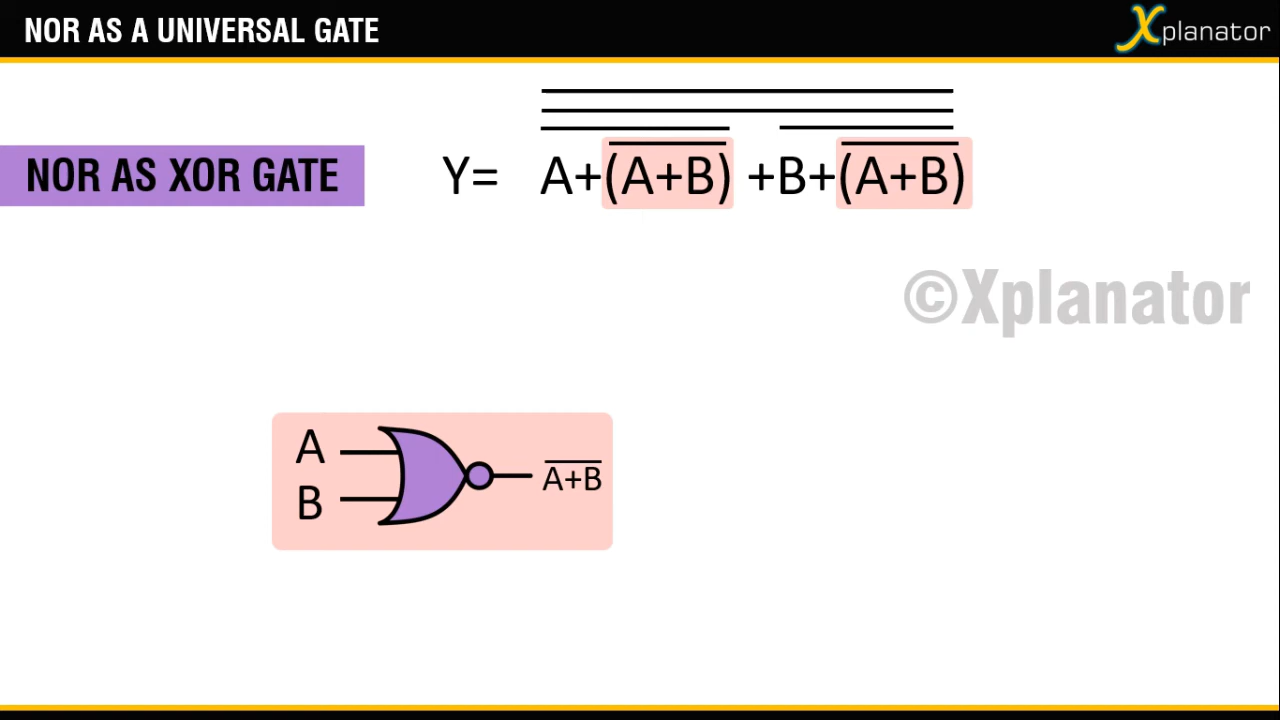 NOR AS A UNIVERSAL GATE
Xplanator
NOR AS XOR GATE
Y= A+(A+B) +B+(A+B)
©Xplanator
A
B
A+B